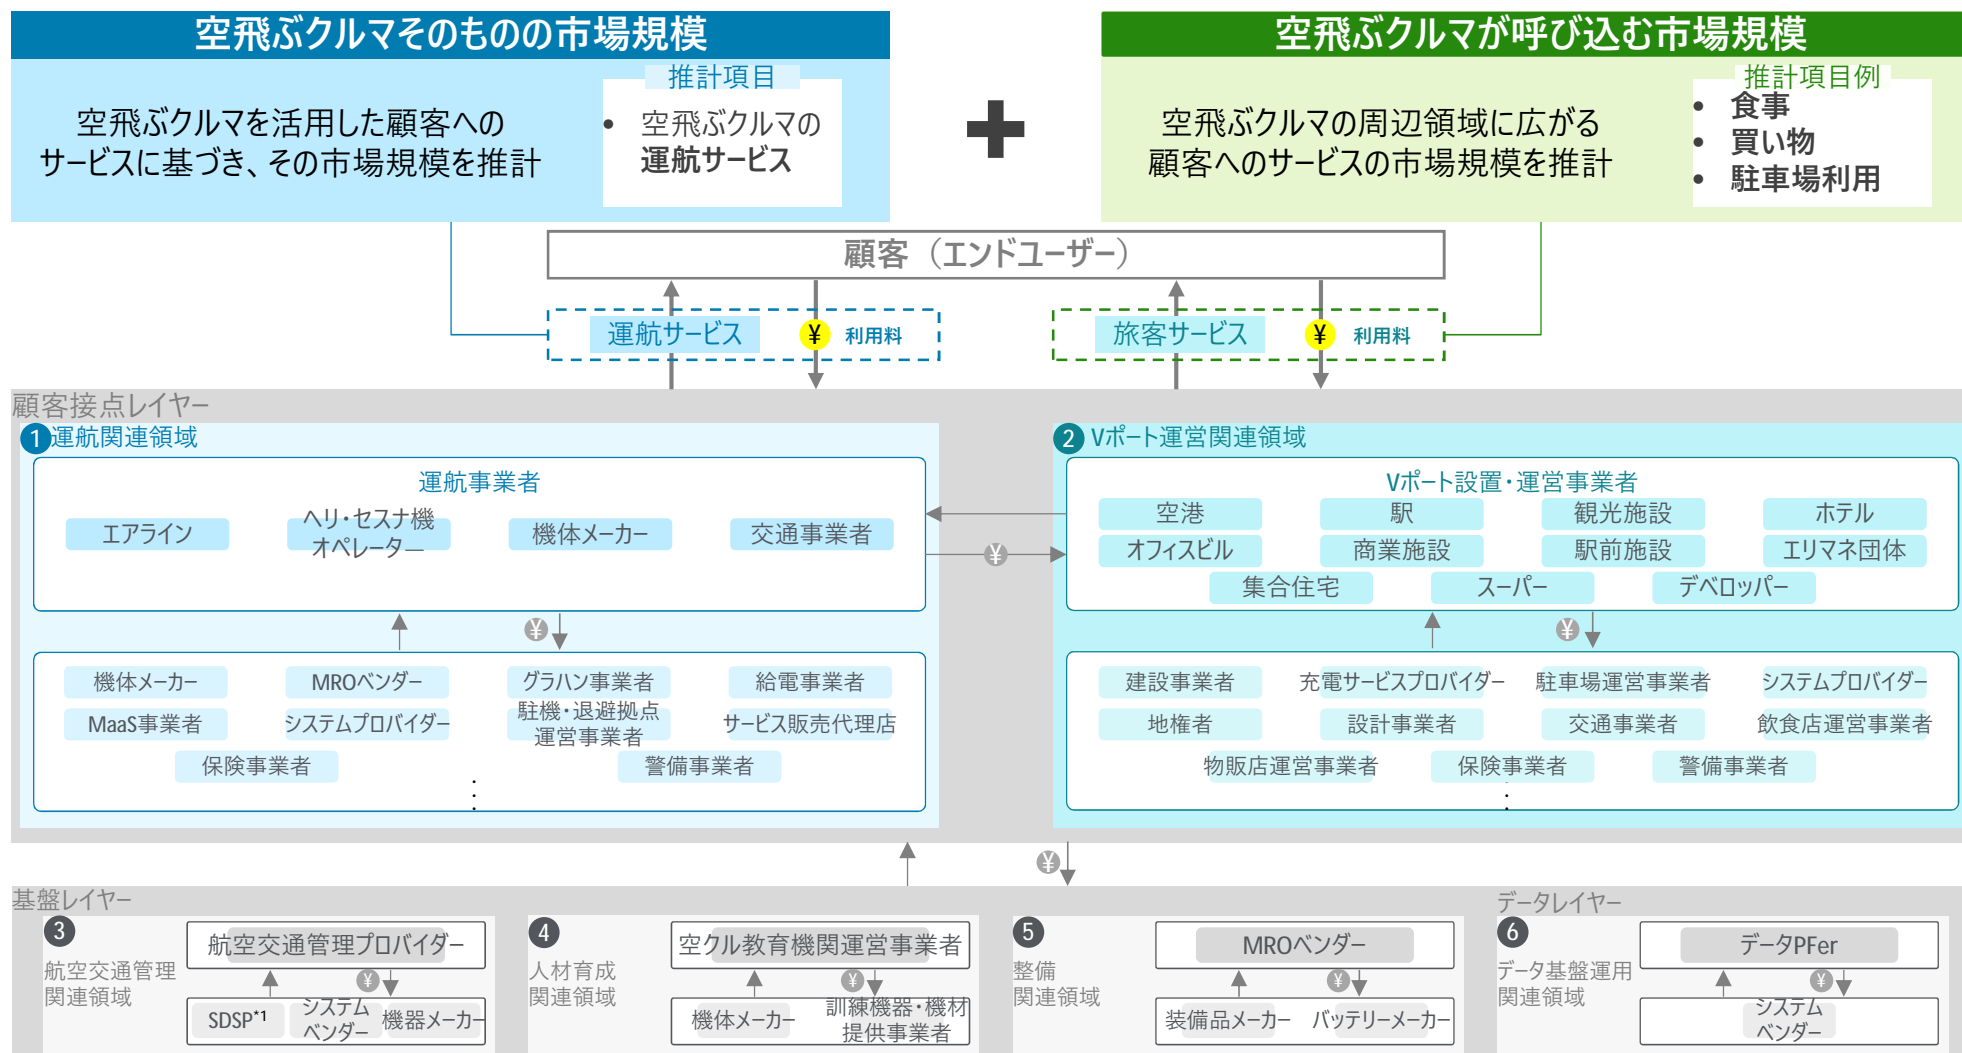 空飛ぶクルマそのものの市場規模
推計項目
空飛ぶクルマを活用した顧客への
サービスに基づき、その市場規模を推計
• 空飛ぶクルマの
運航サービス
空飛ぶクルマが呼び込む市場規模
推計項目例
空飛ぶクルマの周辺領域に広がる
顧客へのサービスの市場規模を推計
• 食事
• 買い物
• 駐車場利用
顧客（エンドユーザー）
運航サービス ¥ 利用料
旅客サービス ¥ 利用料
顧客接点レイヤー
1 運航関連領域
運航事業者
エアライン
ヘリ・セスナ機
オペレーター
機体メーカー
交通事業者
¥
¥
機体メーカー
MROベンダー
グラハン事業者
給電事業者
MaaS事業者
システムプロバイダー
駐機・退避拠点
運営事業者
サービス販売代理店
保険事業者
警備事業者
⋮
2 Vポート運営関連領域
Vポート設置・運営事業者
空港
駅
観光施設
ホテル
オフィスビル
商業施設
駅前施設
エリマネ団体
集合住宅
スーパー
デベロッパー
¥
建設事業者
充電サービスプロバイダー
駐車場運営事業者
システムプロバイダー
地権者
設計事業者
交通事業者
飲食店運営事業者
物販店運営事業者
保険事業者
警備事業者
:
¥
基盤レイヤー
3
航空交通管理
関連領域
航空交通管理プロバイダー
¥
SDSP*1
システム
ベンダー
機器メーカー
4
人材育成
関連領域
空クル教育機関運営事業者
¥
機体メーカー
訓練機器・機材
提供事業者
5
整備
関連領域
MROベンダー
¥
装備品メーカー
バッテリーメーカー
データレイヤー
6
データ基盤運用
関連領域
データPFer
¥
システム
ベンダー